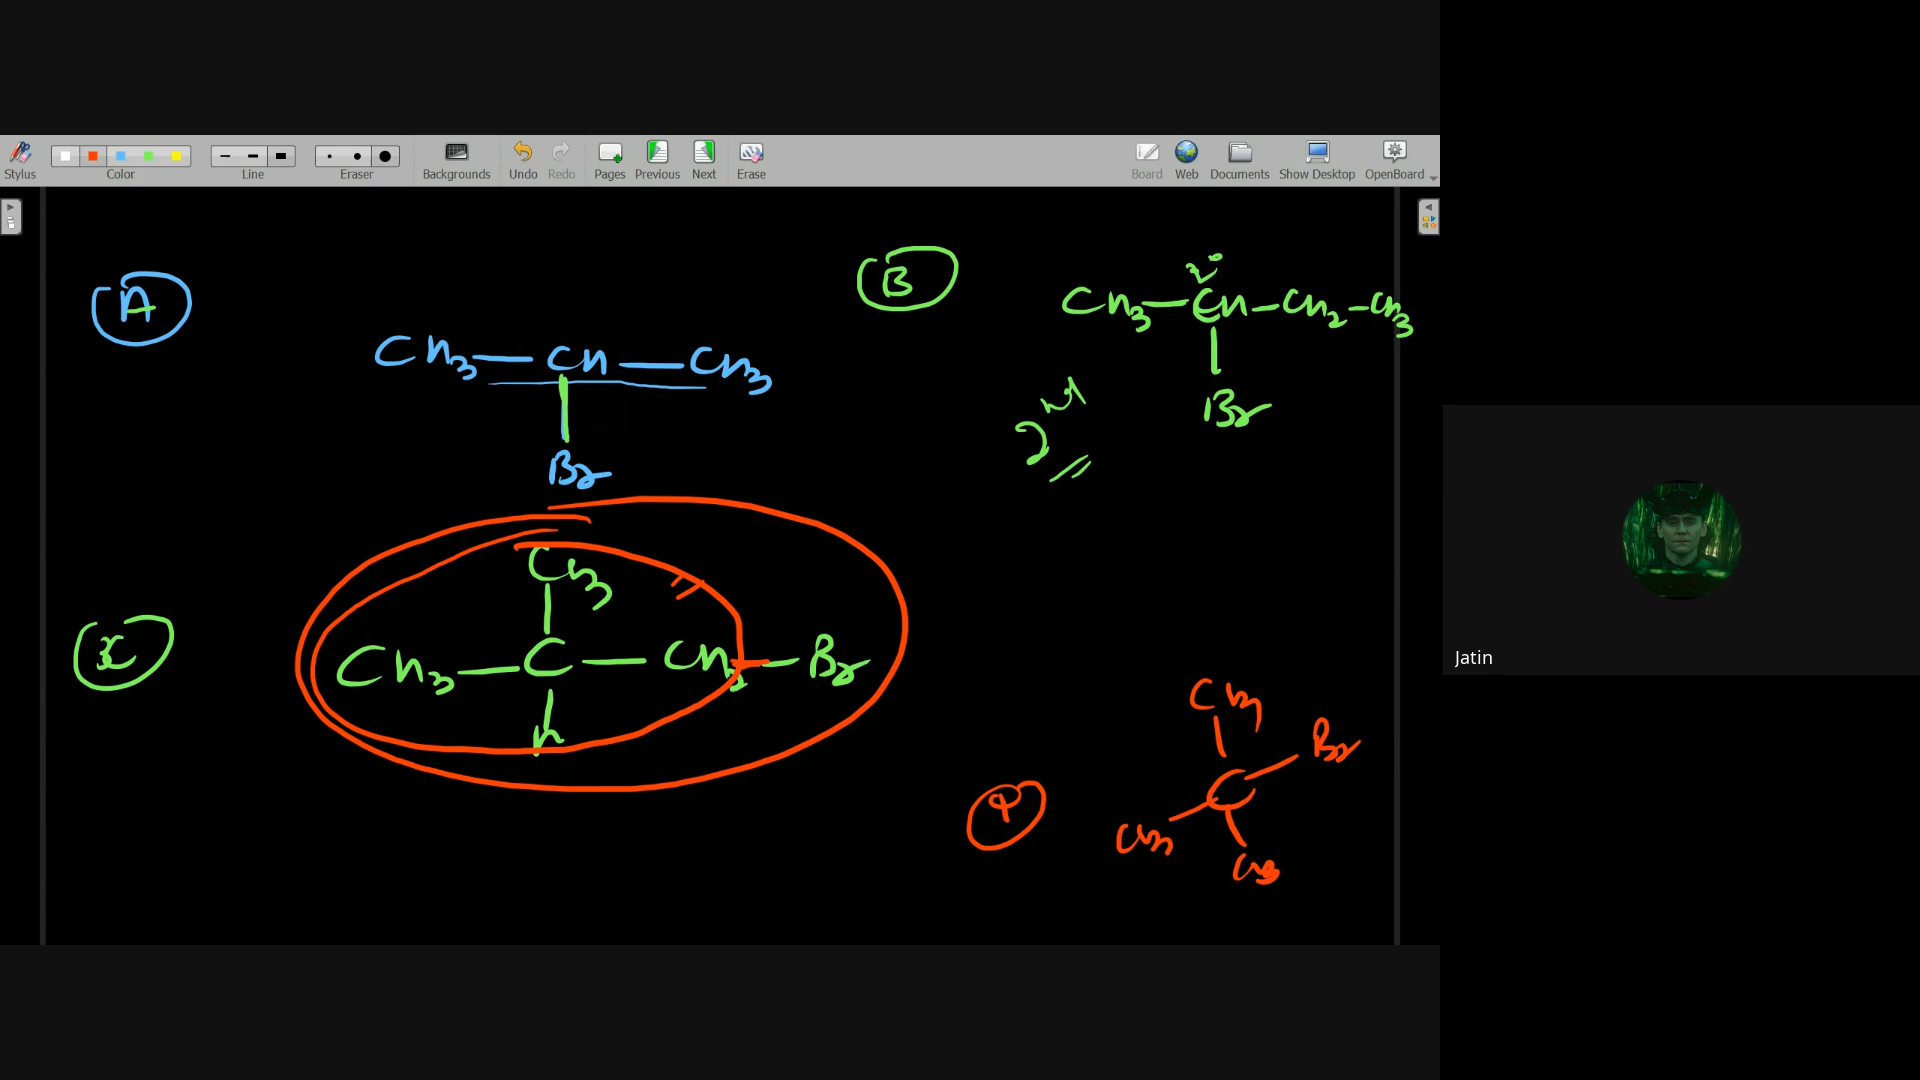 Stylus Color Line Eraser Backgrounds Undo Redo Pages Previous Next Erase Board Web Documents Show Desktop OpenBoard
A
CH3—CH—CH3
Br
B
2°
CH3—CH—CH2—CH3
Br
2
CH3
CH3—C—CH2—Br
H
CH3
C Br
CH3
CH3
Jatin